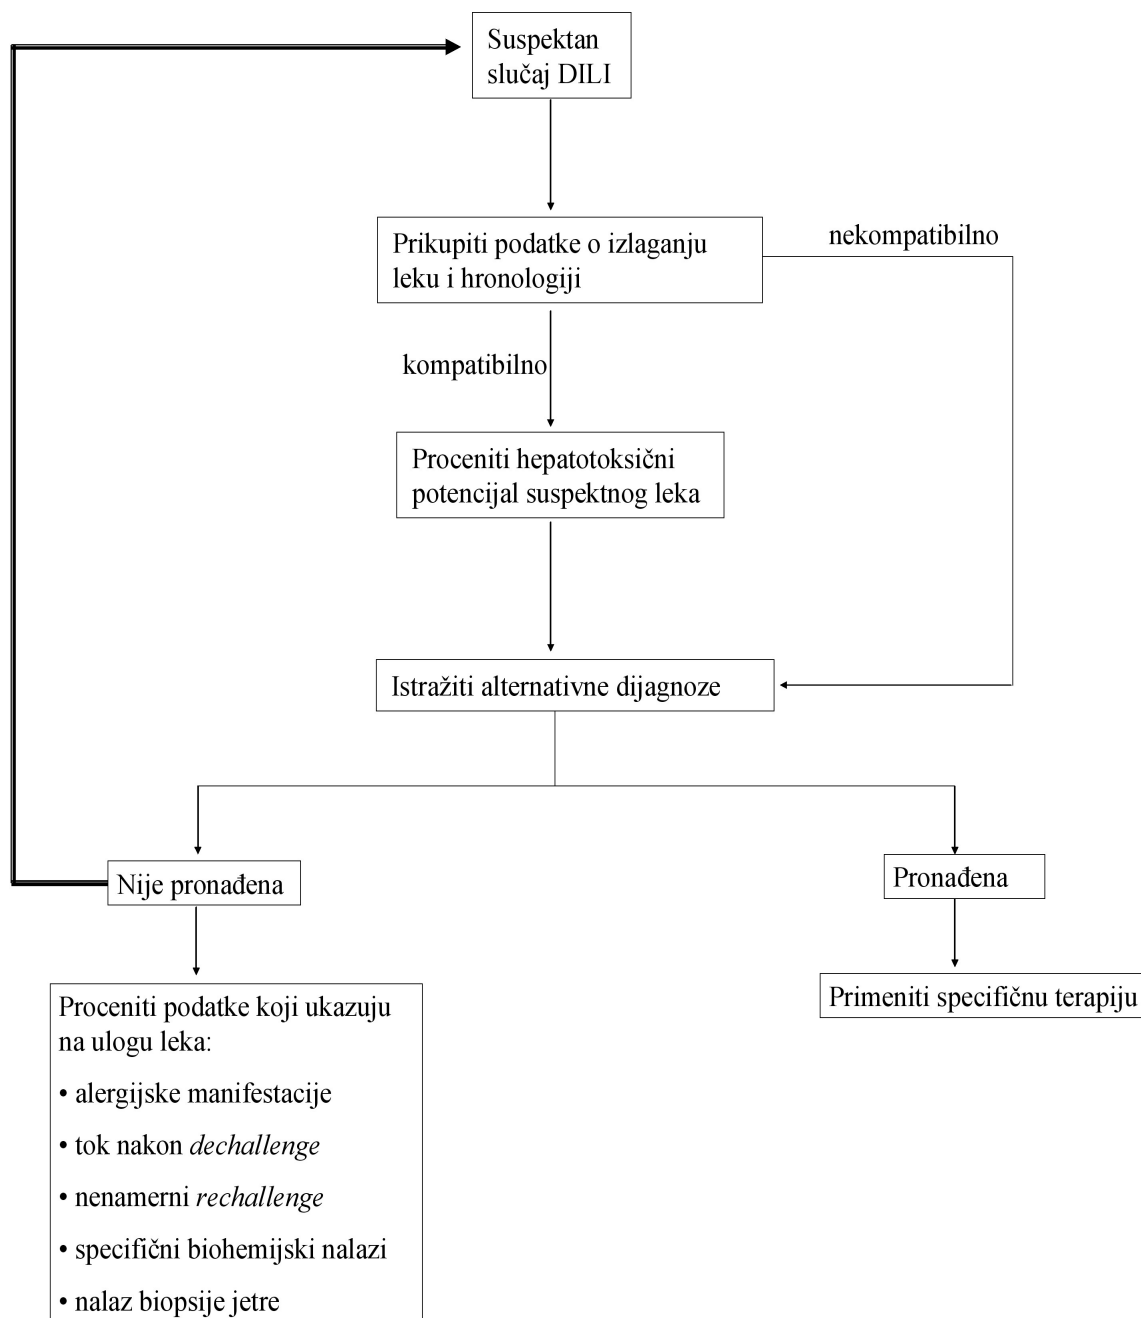 Suspektan
slučaj DILI
Prikupiti podatke o izlaganju
leku i hronologiji
nekompatibilno
kompatibilno
Proceniti hepatotoksični
potencijal suspektnog leka
Istražiti alternativne dijagnoze
Nije pronađena
Pronađena
Proceniti podatke koji ukazuju
na ulogu leka:
• alergijske manifestacije
• tok nakon dechallenge
• nenamerni rechallenge
• specifični biohemijski nalazi
• nalaz biopsije jetre
Primeniti specifičnu terapiju